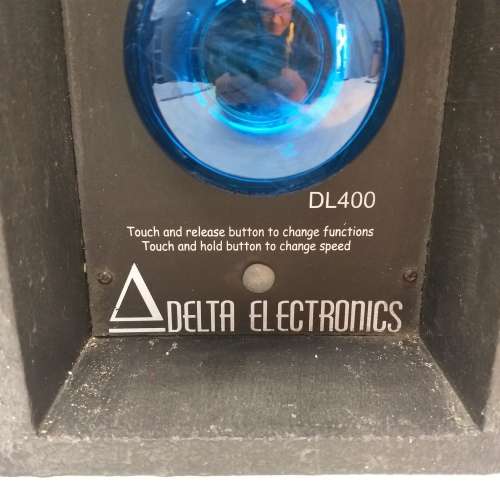 DL400
Touch and release button to change functions
Touch and hold button to change speed
DELTA ELECTRONICS